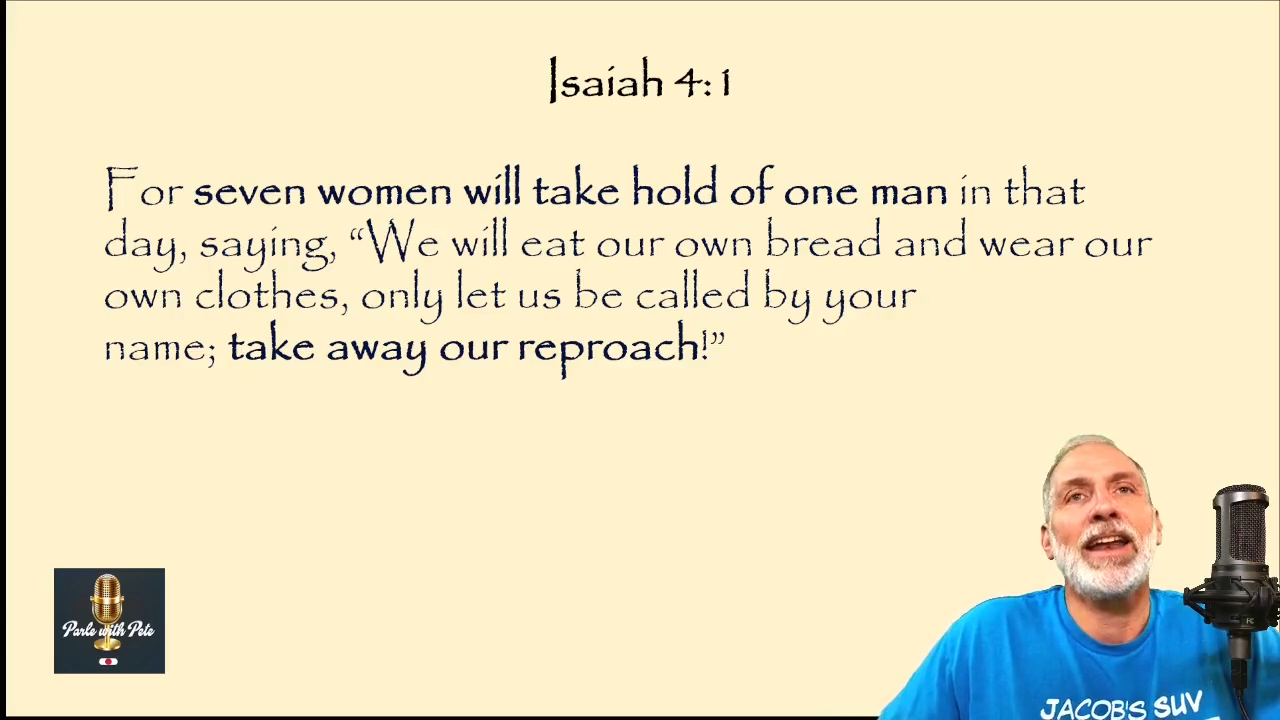 Isaiah 4:1
For seven women will take hold of one man in that
day, saying, “We will eat our own bread and wear our
own clothes, only let us be called by your
name; take away our reproach!”
Parle with Pete
JACOB'S SUV